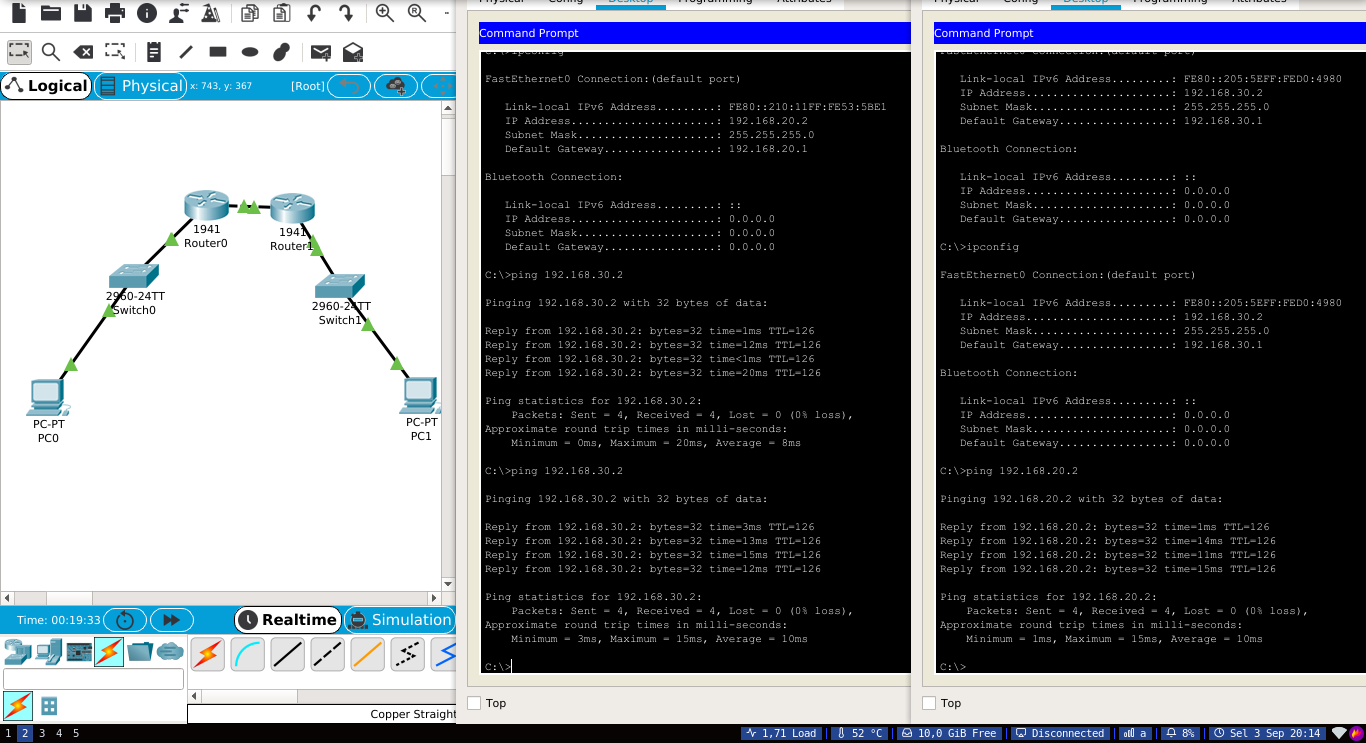 Physical Config Desktop Programming Attributes
Physical Config Desktop Programming Attributes
Logical
Physical
x: 743, y: 367
[Root]
1941
Router0
1941
Router1
2960-24TT
Switch0
2960-24TT
Switch1
PC-PT
PC0
PC-PT
PC1
Time: 00:19:33
Realtime
Simulation
Copper Straight
Command Prompt
C:\>ipconfig
FastEthernet0 Connection:(default port)
Link-local IPv6 Address.........: FE80::210:11FF:FE53:5BE1
IP Address......................: 192.168.20.2
Subnet Mask.....................: 255.255.255.0
Default Gateway.................: 192.168.20.1
Bluetooth Connection:
Link-local IPv6 Address.........: ::
IP Address......................: 0.0.0.0
Subnet Mask.....................: 0.0.0.0
Default Gateway.................: 0.0.0.0
C:\>ping 192.168.30.2
Pinging 192.168.30.2 with 32 bytes of data:
Reply from 192.168.30.2: bytes=32 time=1ms TTL=126
Reply from 192.168.30.2: bytes=32 time=12ms TTL=126
Reply from 192.168.30.2: bytes=32 time<1ms TTL=126
Reply from 192.168.30.2: bytes=32 time=20ms TTL=126
Ping statistics for 192.168.30.2:
Packets: Sent = 4, Received = 4, Lost = 0 (0% loss),
Approximate round trip times in milli-seconds:
Minimum = 0ms, Maximum = 20ms, Average = 8ms
C:\>ping 192.168.30.2
Pinging 192.168.30.2 with 32 bytes of data:
Reply from 192.168.30.2: bytes=32 time=3ms TTL=126
Reply from 192.168.30.2: bytes=32 time=13ms TTL=126
Reply from 192.168.30.2: bytes=32 time=15ms TTL=126
Reply from 192.168.30.2: bytes=32 time=12ms TTL=126
Ping statistics for 192.168.30.2:
Packets: Sent = 4, Received = 4, Lost = 0 (0% loss),
Approximate round trip times in milli-seconds:
Minimum = 3ms, Maximum = 15ms, Average = 10ms
C:\>
Top
Command Prompt
FastEthernet0 Connection:(default port)
Link-local IPv6 Address.........: FE80::205:5EFF:FED0:4980
IP Address......................: 192.168.30.2
Subnet Mask.....................: 255.255.255.0
Default Gateway.................: 192.168.30.1
Bluetooth Connection:
Link-local IPv6 Address.........: ::
IP Address......................: 0.0.0.0
Subnet Mask.....................: 0.0.0.0
Default Gateway.................: 0.0.0.0
C:\>ipconfig
FastEthernet0 Connection:(default port)
Link-local IPv6 Address.........: FE80::205:5EFF:FED0:4980
IP Address......................: 192.168.30.2
Subnet Mask.....................: 255.255.255.0
Default Gateway.................: 192.168.30.1
Bluetooth Connection:
Link-local IPv6 Address.........: ::
IP Address......................: 0.0.0.0
Subnet Mask.....................: 0.0.0.0
Default Gateway.................: 0.0.0.0
C:\>ping 192.168.20.2
Pinging 192.168.20.2 with 32 bytes of data:
Reply from 192.168.20.2: bytes=32 time=1ms TTL=126
Reply from 192.168.20.2: bytes=32 time=14ms TTL=126
Reply from 192.168.20.2: bytes=32 time=11ms TTL=126
Reply from 192.168.20.2: bytes=32 time=15ms TTL=126
Ping statistics for 192.168.20.2:
Packets: Sent = 4, Received = 4, Lost = 0 (0% loss),
Approximate round trip times in milli-seconds:
Minimum = 1ms, Maximum = 15ms, Average = 10ms
C:\>
Top
1 2 3 4 5
1,71 Load
52 °C
10,0 GiB Free
Disconnected
a
8%
Sel 3 Sep 20:14